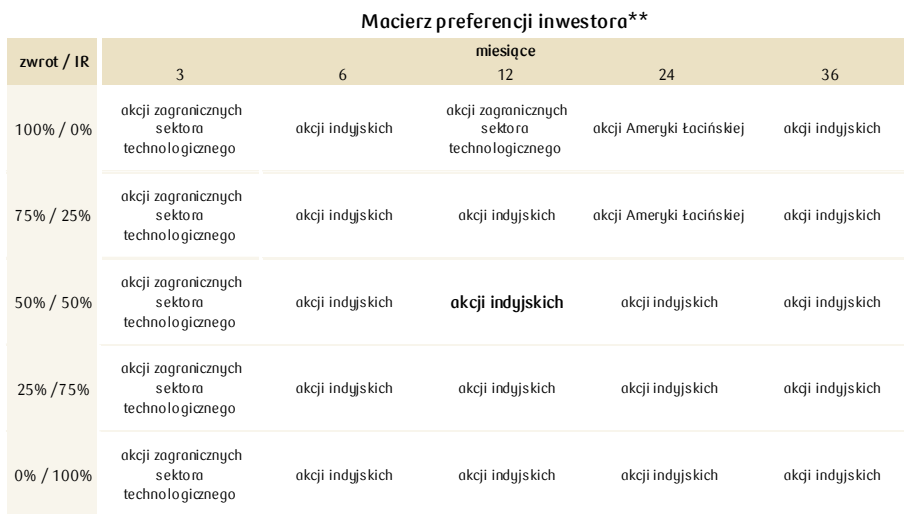 Macierz preferencji inwestora**
zwrot / IR
miesiące
3 6 12 24 36
100% / 0%
akcji zagranicznych
sektora
technologicznego
akcji indyjskich
akcji zagranicznych
sektora
technologicznego
akcji Ameryki Łacińskiej
akcji indyjskich
75% / 25%
akcji zagranicznych
sektora
technologicznego
akcji indyjskich
akcji indyjskich
akcji Ameryki Łacińskiej
akcji indyjskich
50% / 50%
akcji zagranicznych
sektora
technologicznego
akcji indyjskich
akcji indyjskich
akcji indyjskich
akcji indyjskich
25% /75%
akcji zagranicznych
sektora
technologicznego
akcji indyjskich
akcji indyjskich
akcji indyjskich
akcji indyjskich
0% / 100%
akcji zagranicznych
sektora
technologicznego
akcji indyjskich
akcji indyjskich
akcji indyjskich
akcji indyjskich